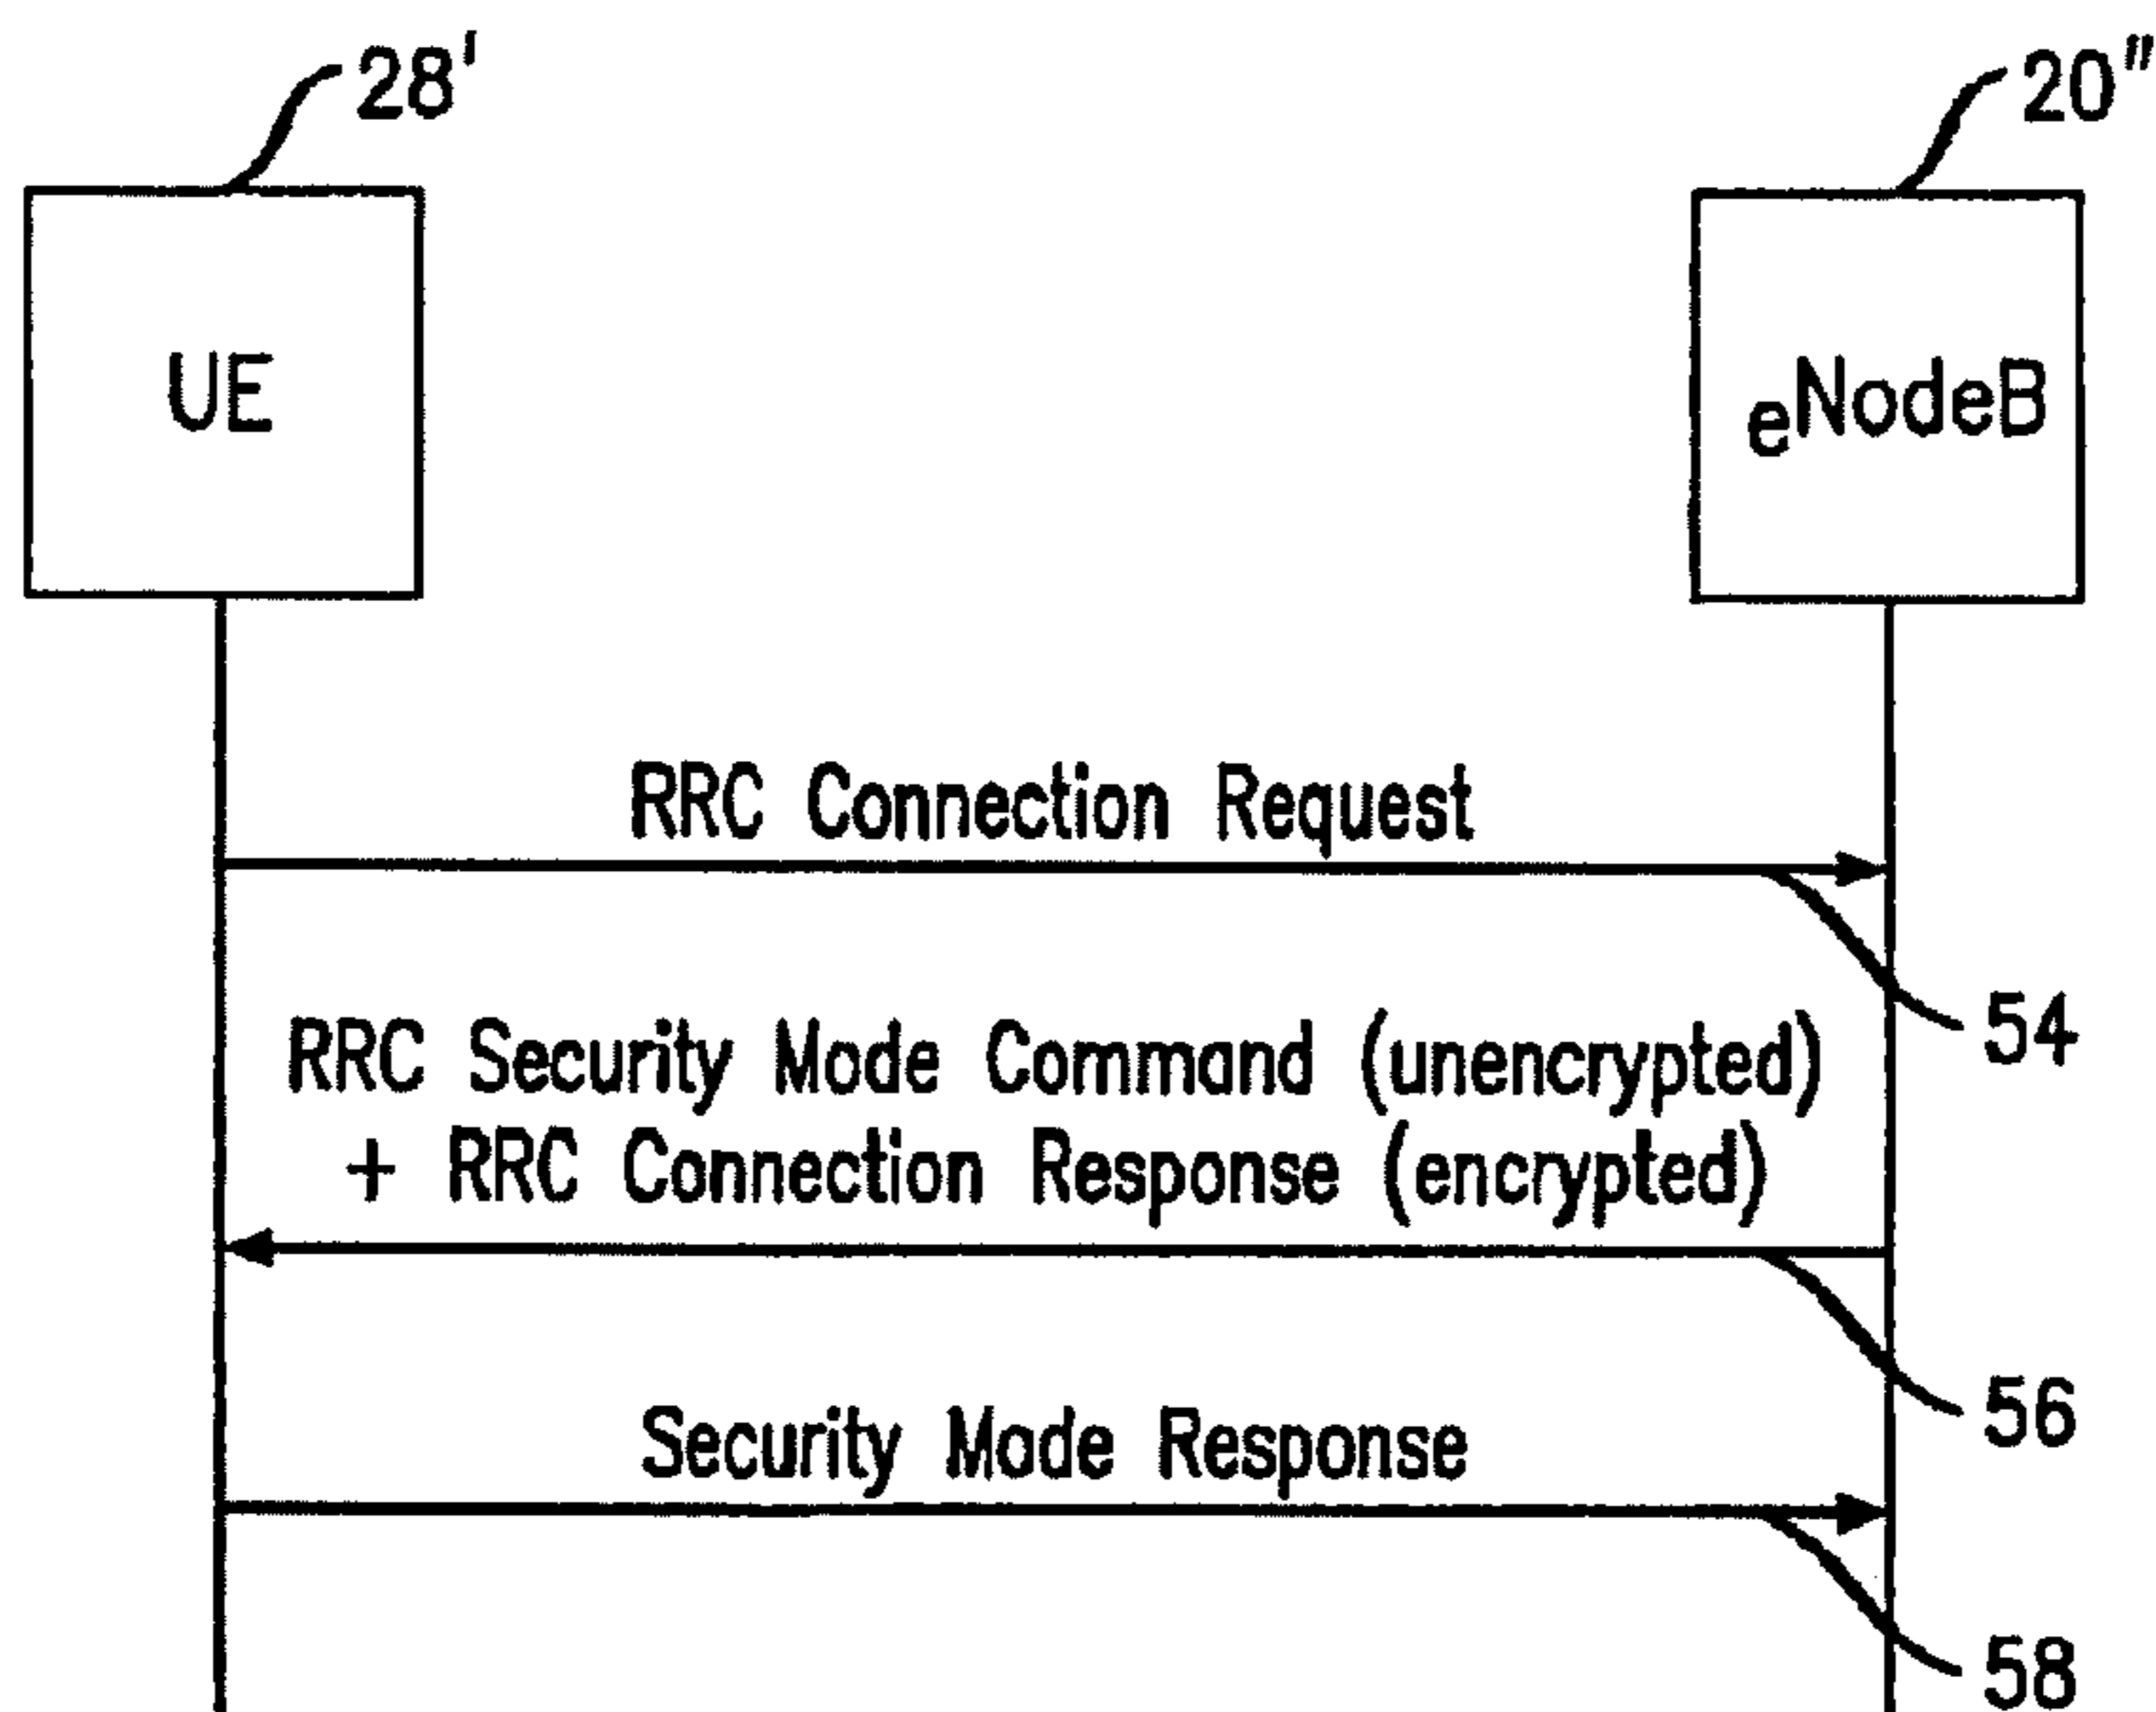 28'
20"
UE
eNodeB
RRC Connection Request
54
RRC Security Mode Command (unencrypted)
+ RRC Connection Response (encrypted)
56
Security Mode Response
58